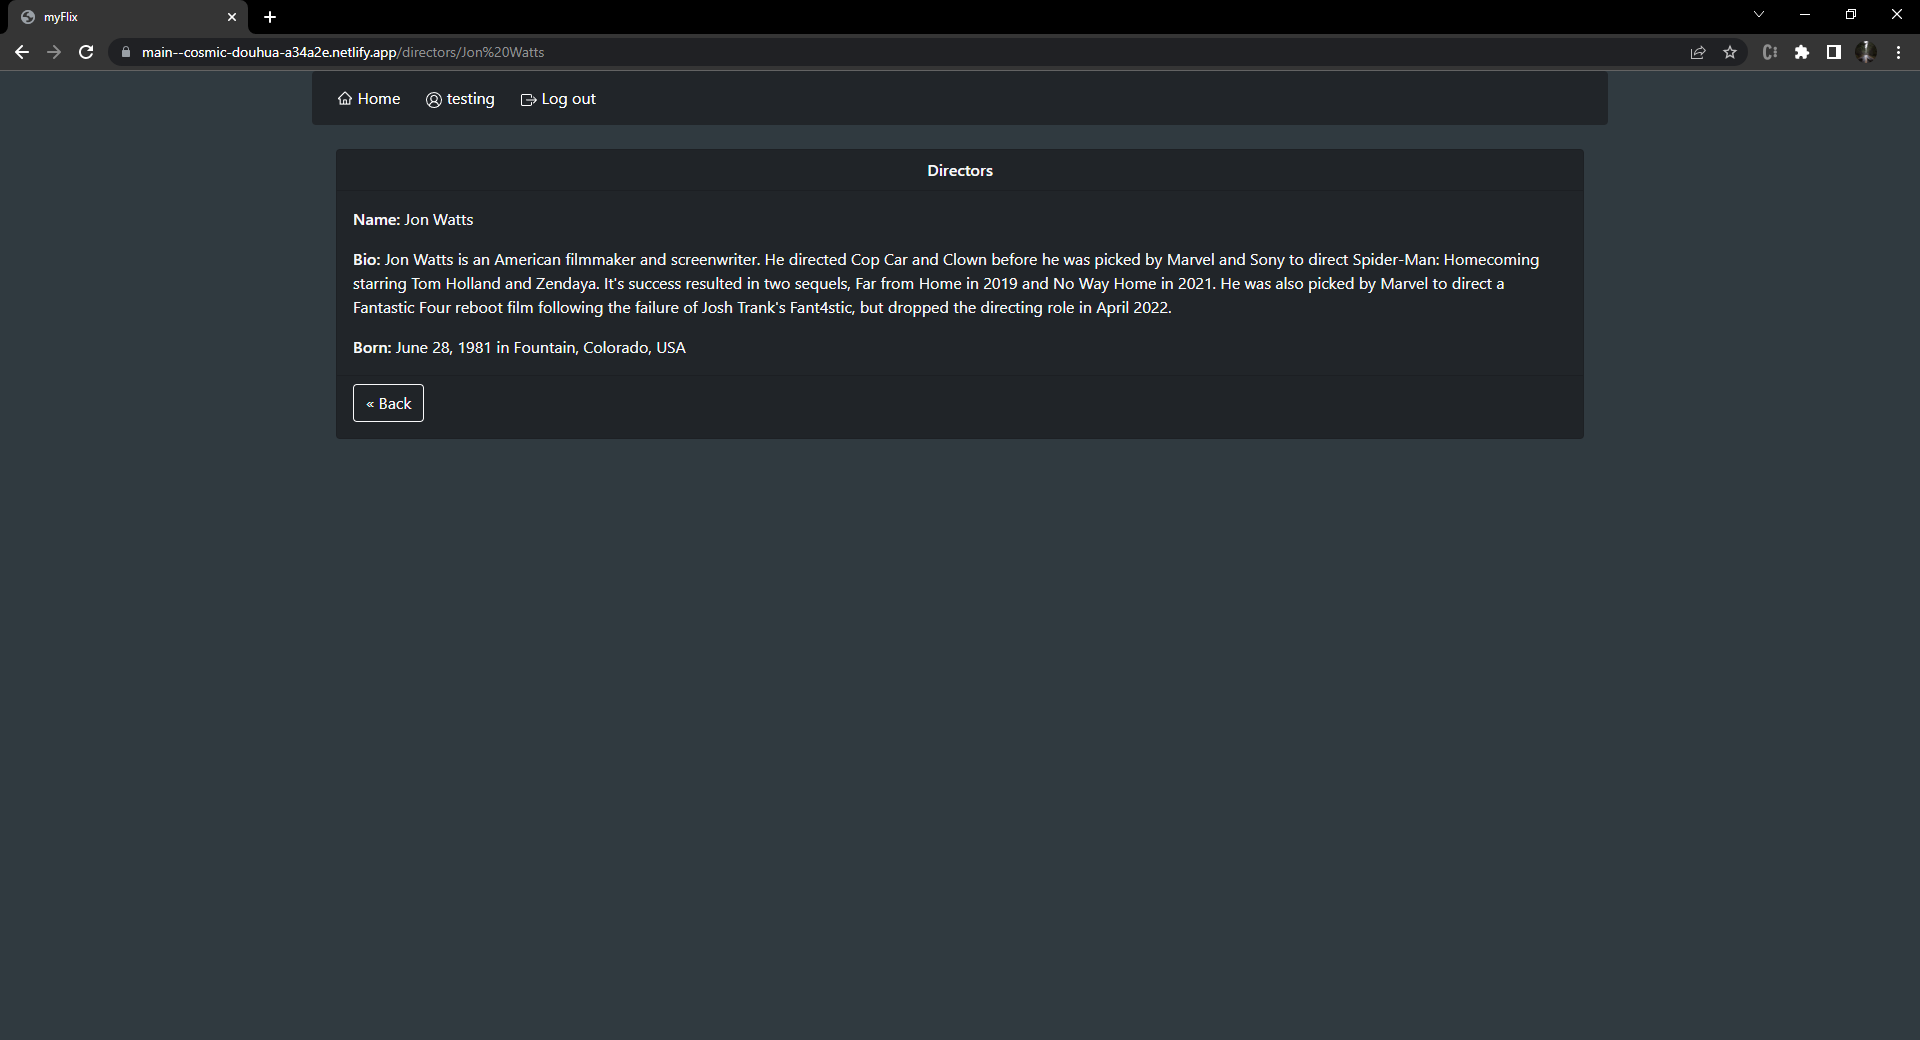 myFlix
main--cosmic-douhua-a34a2e.netlify.app/directors/Jon%20Watts
Home testing Log out
Directors
Name: Jon Watts
Bio: Jon Watts is an American filmmaker and screenwriter. He directed Cop Car and Clown before he was picked by Marvel and Sony to direct Spider-Man: Homecoming
starring Tom Holland and Zendaya. It's success resulted in two sequels, Far from Home in 2019 and No Way Home in 2021. He was also picked by Marvel to direct a
Fantastic Four reboot film following the failure of Josh Trank's Fant4stic, but dropped the directing role in April 2022.
Born: June 28, 1981 in Fountain, Colorado, USA
« Back